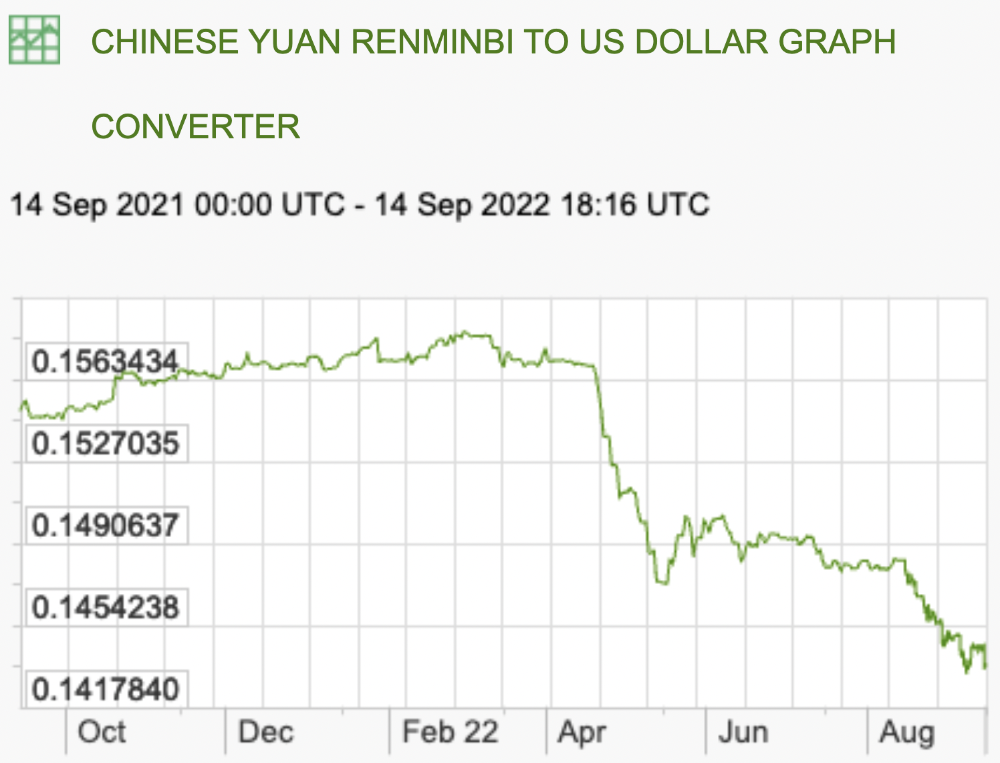 CHINESE YUAN RENMINBI TO US DOLLAR GRAPH
CONVERTER
14 Sep 2021 00:00 UTC - 14 Sep 2022 18:16 UTC
0.1563434
0.1527035
0.1490637
0.1454238
0.1417840
Oct Dec Feb 22 Apr Jun Aug